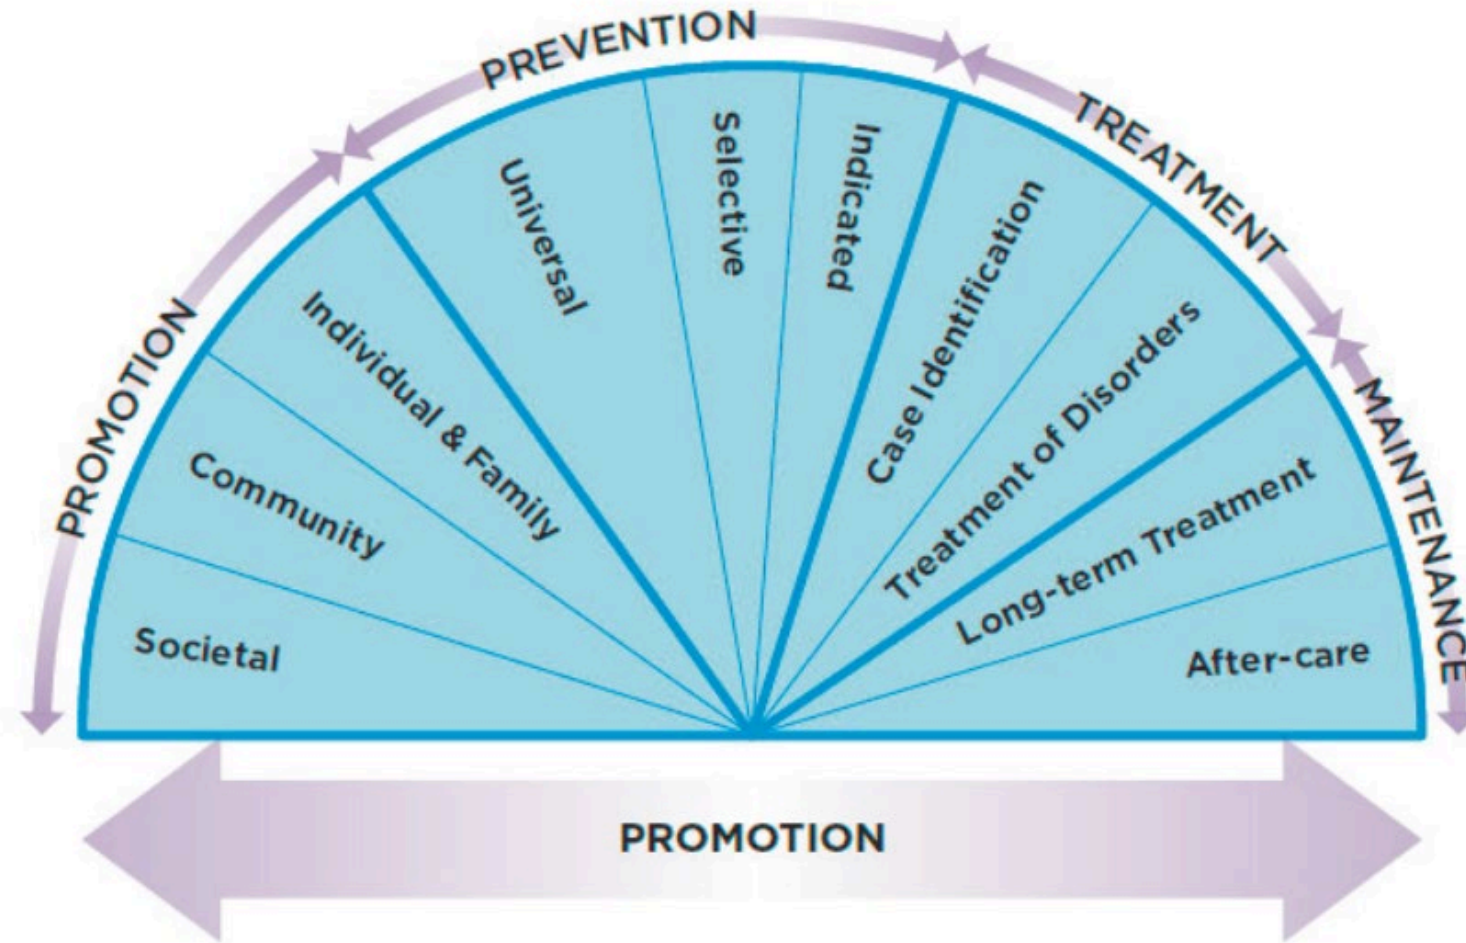 PROMOTION
PREVENTION
TREATMENT
MAINTENANCE
Societal
Community
Individual & Family
Universal
Selective
Indicated
Case Identification
Treatment of Disorders
Long-term Treatment
After-care
PROMOTION